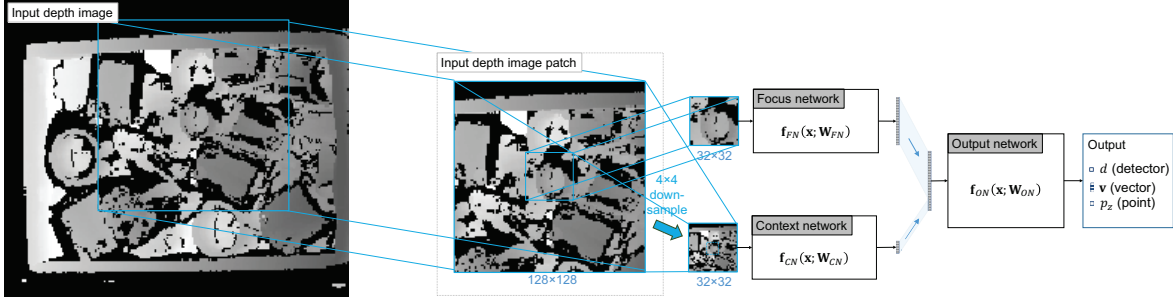 Input depth image
Input depth image patch
128×128
32×32
4×4
down-
sample
32×32
Focus network
𝐟_FN(𝐱; 𝐖_FN)
Context network
𝐟_CN(𝐱; 𝐖_CN)
Output network
𝐟_ON(𝐱; 𝐖_ON)
Output
d (detector)
𝐯 (vector)
p_z (point)